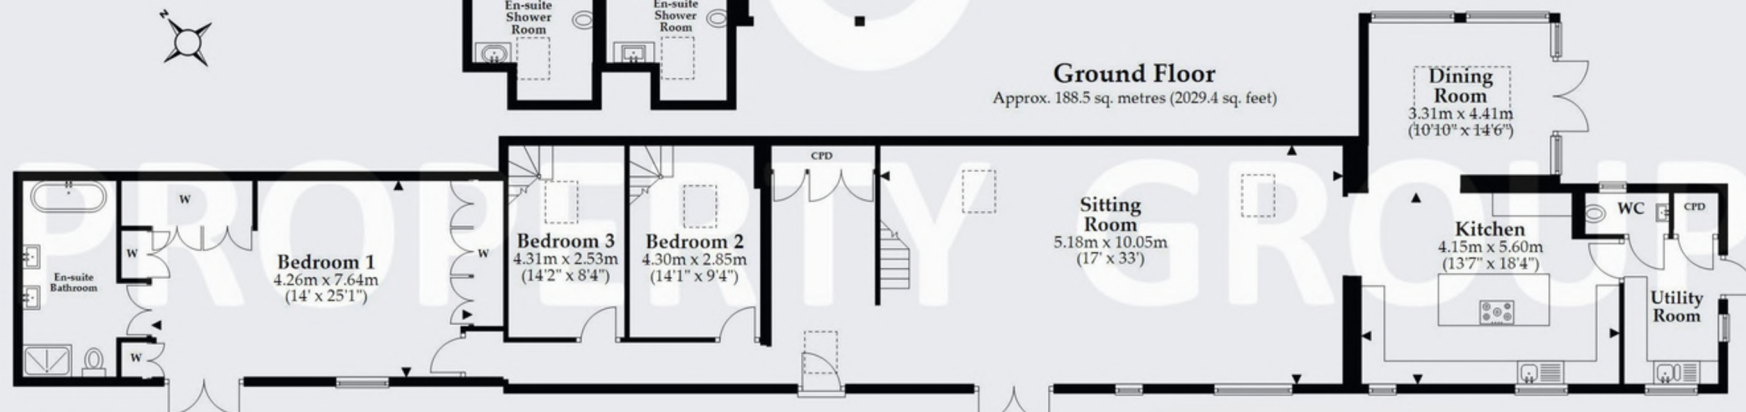 N
En-suite
Shower
Room
En-suite
Shower
Room
Ground Floor
Approx. 188.5 sq. metres (2029.4 sq. feet)
Dining
Room
3.31m x 4.41m
(10'10" x 14'6")
CPD
W
W
W
W
En-suite
Bathroom
Bedroom 1
4.26m x 7.64m
(14' x 25'1")
Bedroom 3
4.31m x 2.53m
(14'2" x 8'4")
Bedroom 2
4.30m x 2.85m
(14'1" x 9'4")
Sitting
Room
5.18m x 10.05m
(17' x 33')
Kitchen
4.15m x 5.60m
(13'7" x 18'4")
WC
CPD
Utility
Room
PROPERTY GROUP